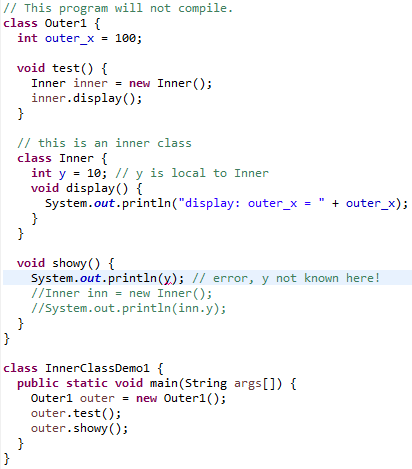 // This program will not compile.
class Outer1 {
  int outer_x = 100;

  void test() {
    Inner inner = new Inner();
    inner.display();
  }

  // this is an inner class
  class Inner {
    int y = 10; // y is local to Inner
    void display() {
      System.out.println("display: outer_x = " + outer_x);
    }
  }

  void showy() {
    System.out.println(y); // error, y not known here!
    //Inner inn = new Inner();
    //System.out.println(inn.y);
  }
}

class InnerClassDemo1 {
  public static void main(String args[]) {
    Outer1 outer = new Outer1();
    outer.test();
    outer.showy();
  }
}